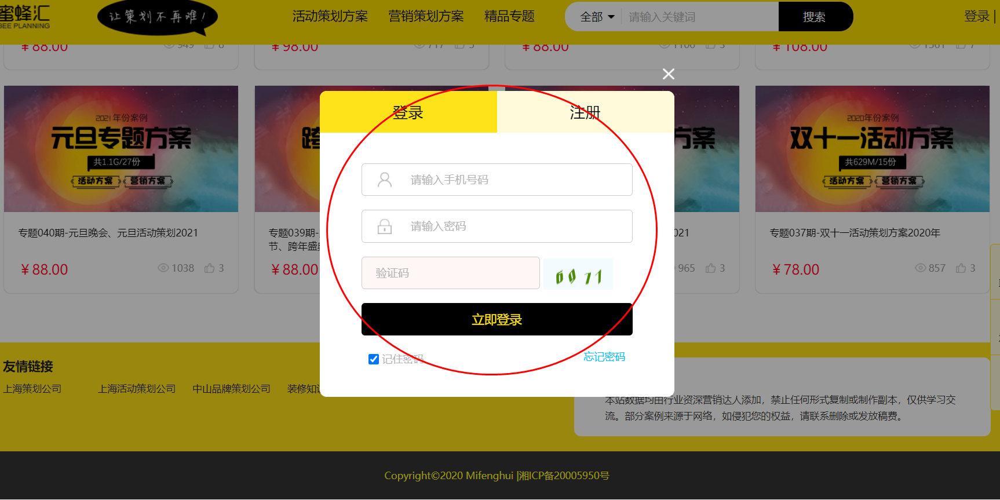 蜜蜂汇
BEE PLANNING
让策划不再难!
活动策划方案
营销策划方案
精品专题
全部
请输入关键词
搜索
登录 |
￥88.00
949
8
￥98.00
717
5
￥88.00
1106
3
￥108.00
1561
7
登录
注册
请输入手机号码
请输入密码
验证码
6071
立即登录
记住密码
忘记密码
2021年份案例
元旦专题方案
共1.1G/27份
活动方案
营销方案
2020年份案例
双十一活动方案
共629M/15份
活动方案
营销方案
专题040期-元旦晚会、元旦活动策划2021
￥88.00
1038
3
专题039期-
节、跨年盛
￥88.00
021
965
3
专题037期-双十一活动策划方案2020年
￥78.00
857
3
友情链接
上海策划公司
上海活动策划公司
中山品牌策划公司
装修知
本站数据均由行业资深营销达人添加，禁止任何形式复制或制作副本，仅供学习交
流。部分案例来源于网络，如侵犯您的权益，请联系删除或发放稿费。
Copyright©2020 Mifenghui |湘ICP备20005950号